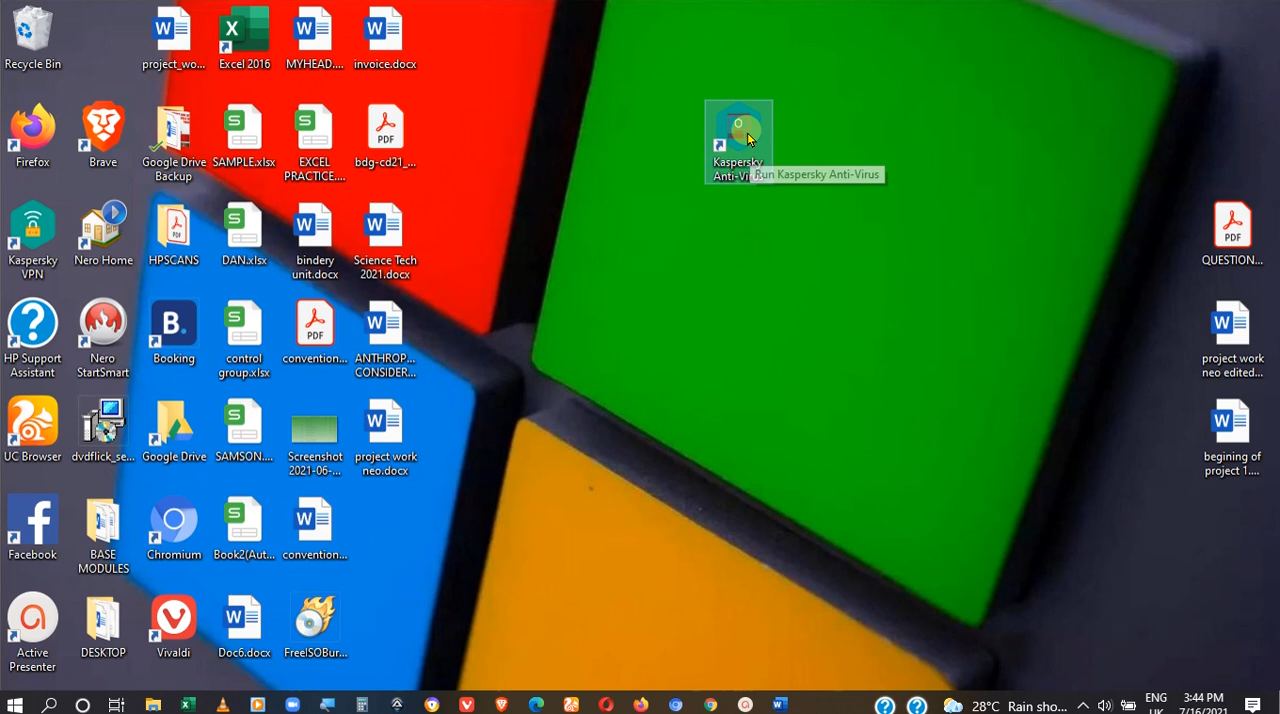 Recycle Bin
project_wo...
Excel 2016
MYHEAD....
invoice.docx
Firefox
Brave
Google Drive
Backup
SAMPLE.xlsx
EXCEL
PRACTICE....
PDF
bdg-cd21_...
Kaspersky
Anti-Virus
Run Kaspersky Anti-Virus
Kaspersky
VPN
Nero Home
HPSCANS
DAN.xlsx
bindery
unit.docx
Science Tech
2021.docx
PDF
QUESTION...
HP Support
Assistant
Nero
StartSmart
B.
Booking
control
group.xlsx
PDF
convention...
ANTHROP...
CONSIDER...
project work
neo edited...
UC Browser
dvdflick_se...
Google Drive
SAMSON....
Screenshot
2021-06-...
project work
neo.docx
begining of
project 1....
Facebook
BASE
MODULES
Chromium
Book2(Aut...
convention...
Active
Presenter
DESKTOP
Vivaldi
Doc6.docx
FreeISOBur...
28°C
Rain sho...
ENG
UK
3:44 PM
7/16/2021